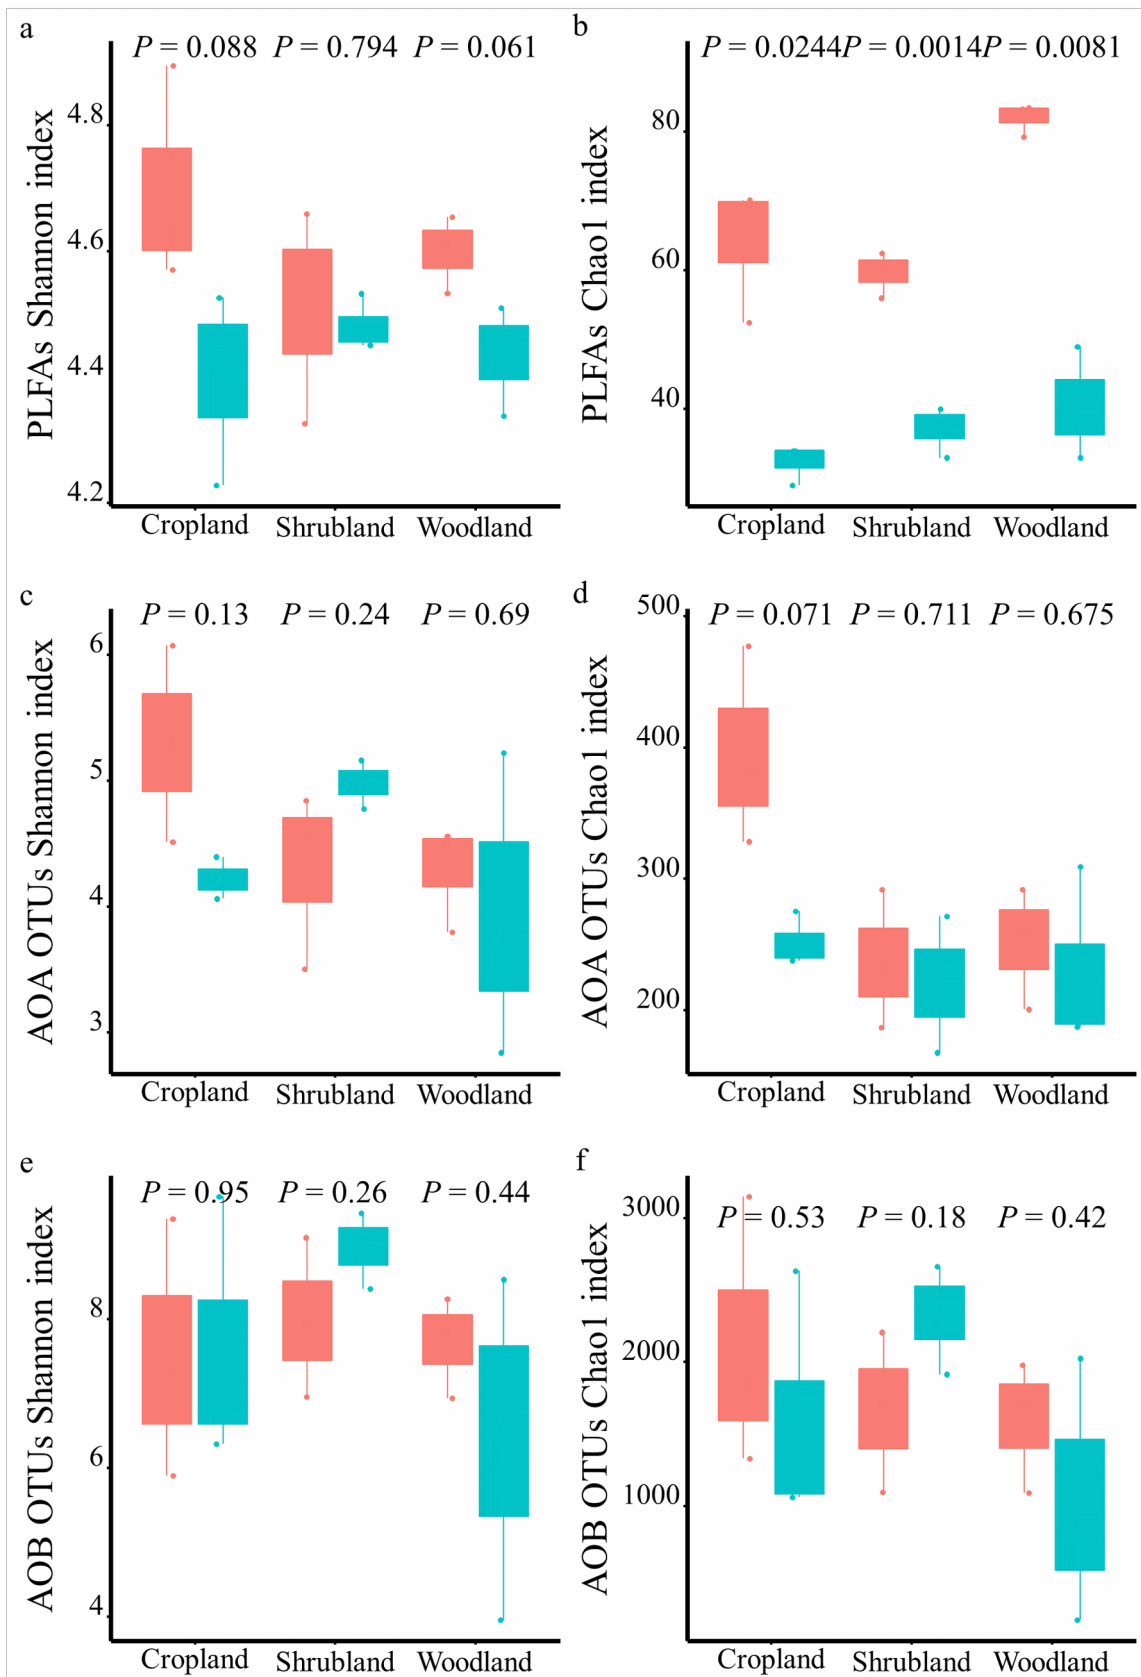 a
P = 0.088 P = 0.794 P = 0.061
PLFAs Shannon index
4.8
4.6
4.4
4.2
Cropland Shrubland Woodland
b
P = 0.0244 P = 0.0014 P = 0.0081
PLFAs Chao1 index
80
60
40
Cropland Shrubland Woodland
c
P = 0.13 P = 0.24 P = 0.69
AOA OTUs Shannon index
6
5
4
3
Cropland Shrubland Woodland
d
P = 0.071 P = 0.711 P = 0.675
AOA OTUs Chao1 index
500
400
300
200
Cropland Shrubland Woodland
e
P = 0.95 P = 0.26 P = 0.44
AOB OTUs Shannon index
8
6
4
Cropland Shrubland Woodland
f
P = 0.53 P = 0.18 P = 0.42
AOB OTUs Chao1 index
3000
2000
1000
Cropland Shrubland Woodland